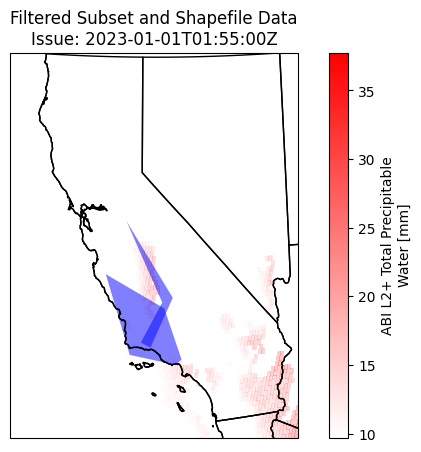 Filtered Subset and Shapefile Data
Issue: 2023-01-01T01:55:00Z
35
30
25
20
15
10
ABI L2+ Total Precipitable
Water [mm]